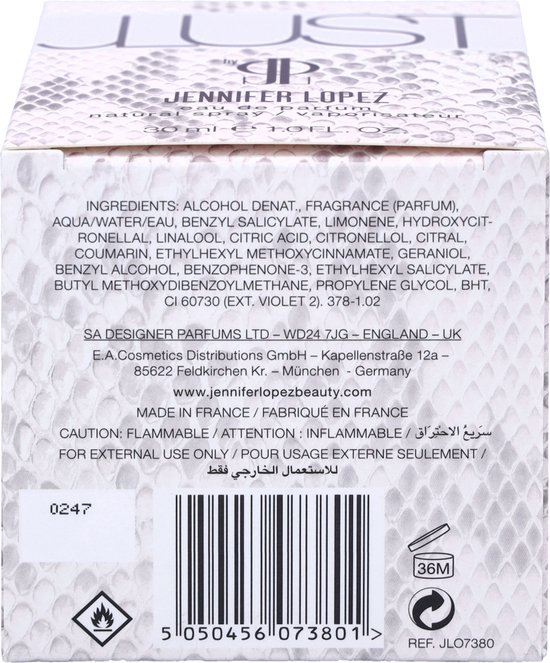 JUST
by
JENNIFER LOPEZ
eau de parfum
natural spray / vaporisateur
30 ml e 1.0 FL. OZ.
INGREDIENTS: ALCOHOL DENAT., FRAGRANCE (PARFUM),
AQUA/WATER/EAU, BENZYL SALICYLATE, LIMONENE, HYDROXYCIT-
RONELLAL, LINALOOL, CITRIC ACID, CITRONELLOL, CITRAL,
COUMARIN, ETHYLHEXYL METHOXYCINNAMATE, GERANIOL,
BENZYL ALCOHOL, BENZOPHENONE-3, ETHYLHEXYL SALICYLATE,
BUTYL METHOXYDIBENZOYLMETHANE, PROPYLENE GLYCOL, BHT,
CI 60730 (EXT. VIOLET 2). 378-1.02
SA DESIGNER PARFUMS LTD – WD24 7JG – ENGLAND – UK
E.A.Cosmetics Distributions GmbH – Kapellenstraße 12a –
85622 Feldkirchen Kr. – München - Germany
www.jenniferlopezbeauty.com
MADE IN FRANCE / FABRIQUÉ EN FRANCE
CAUTION: FLAMMABLE / ATTENTION : INFLAMMABLE / سَريعُ الاحتِراق
FOR EXTERNAL USE ONLY / POUR USAGE EXTERNE SEULEMENT /
للاستعمال الخارجي فقط
0247
36M
5 050456 073801 >
REF. JLO7380